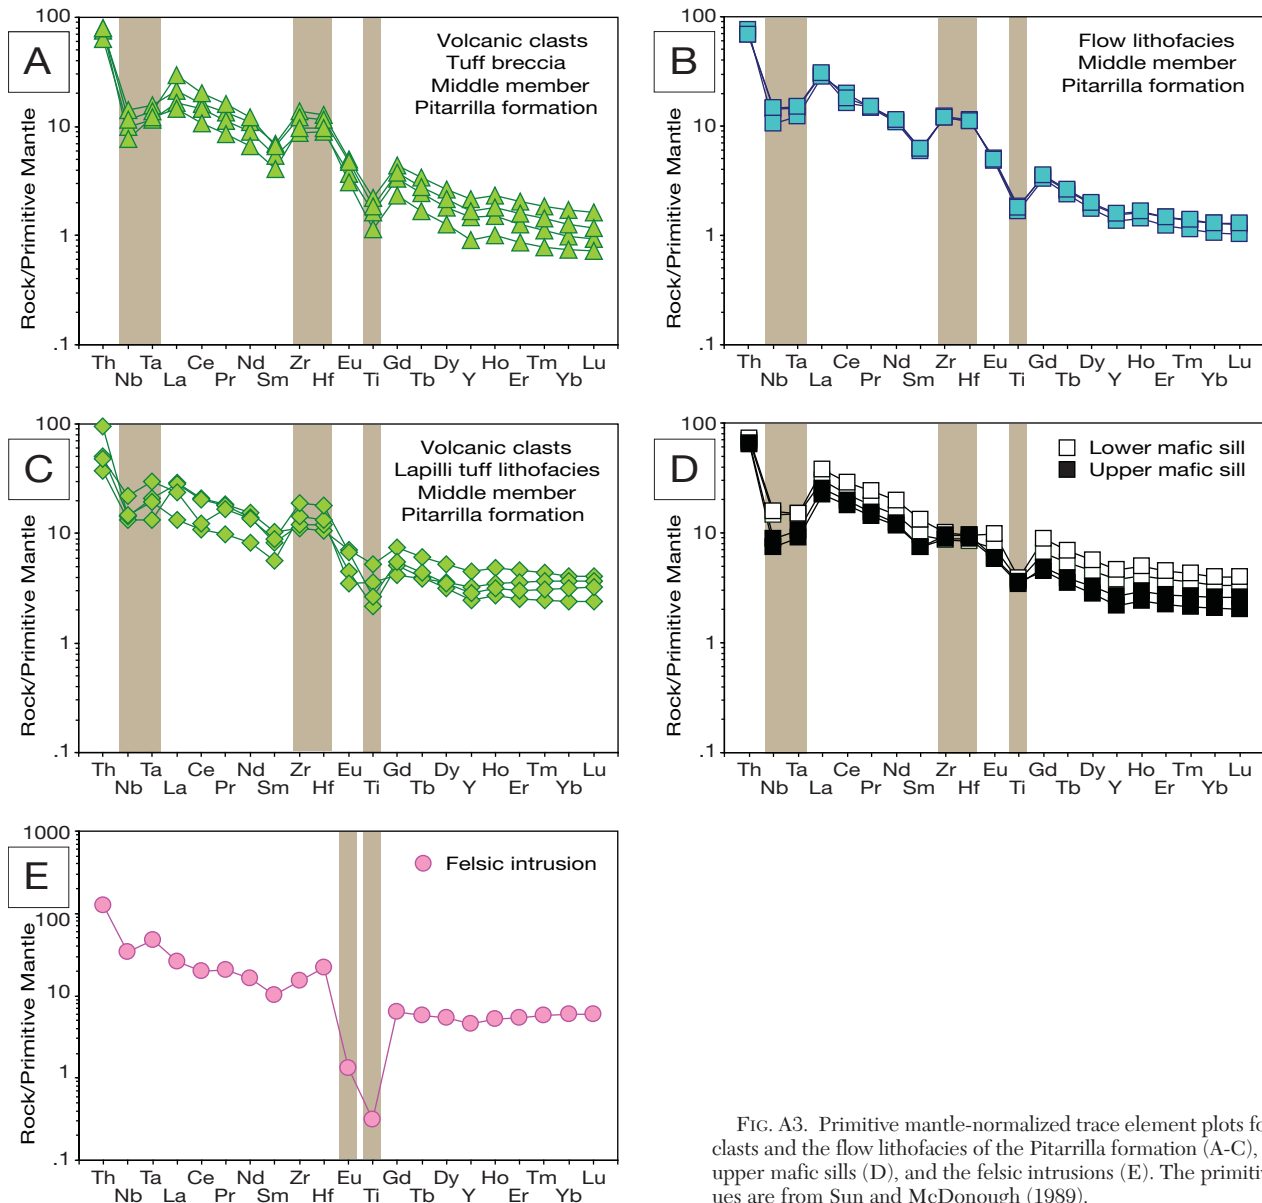 A
Volcanic clasts
Tuff breccia
Middle member
Pitarrilla formation
Rock/Primitive Mantle
100
10
1
.1
Th Ta Ce Nd Zr Eu Gd Dy Ho Tm Lu
Nb La Pr Sm Hf Ti Tb Y Er Yb
B
Flow lithofacies
Middle member
Pitarrilla formation
Rock/Primitive Mantle
100
10
1
.1
Th Ta Ce Nd Zr Eu Gd Dy Ho Tm Lu
Nb La Pr Sm Hf Ti Tb Y Er Yb
C
Volcanic clasts
Lapilli tuff lithofacies
Middle member
Pitarrilla formation
Rock/Primitive Mantle
100
10
1
.1
Th Ta Ce Nd Zr Eu Gd Dy Ho Tm Lu
Nb La Pr Sm Hf Ti Tb Y Er Yb
D
Lower mafic sill
Upper mafic sill
Rock/Primitive Mantle
100
10
1
.1
Th Ta Ce Nd Zr Eu Gd Dy Ho Tm Lu
Nb La Pr Sm Hf Ti Tb Y Er Yb
E
Felsic intrusion
Rock/Primitive Mantle
1000
100
10
1
.1
Th Ta Ce Nd Zr Eu Gd Dy Ho Tm Lu
Nb La Pr Sm Hf Ti Tb Y Er Yb
FIG. A3. Primitive mantle-normalized trace element plots fo
clasts and the flow lithofacies of the Pitarrilla formation (A-C),
upper mafic sills (D), and the felsic intrusions (E). The primitiv
ues are from Sun and McDonough (1989).